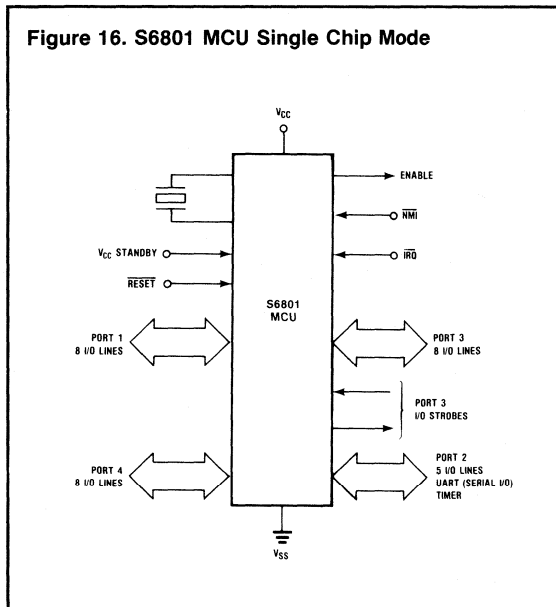 Figure 16. S6801 MCU Single Chip Mode
VCC
ENABLE
NMI
VCC STANDBY
IRQ
RESET
S6801
MCU
PORT 1
8 I/O LINES
PORT 3
8 I/O LINES
PORT 3
I/O STROBES
PORT 4
8 I/O LINES
PORT 2
5 I/O LINES
UART (SERIAL I/O)
TIMER
VSS